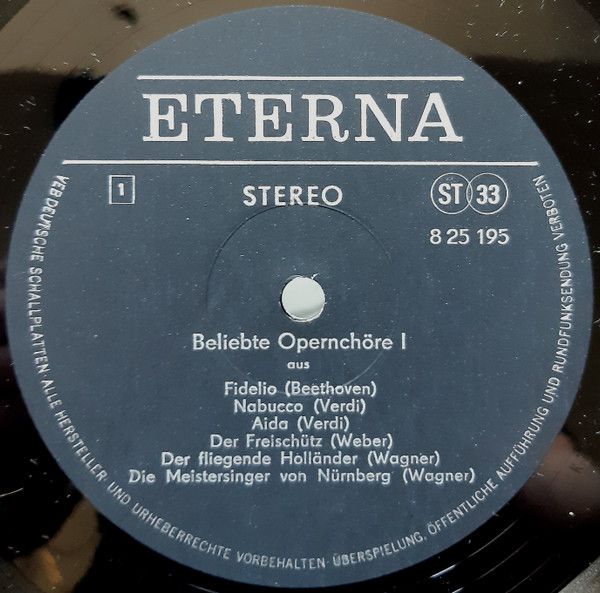 ETERNA
1
STEREO
ST 33
8 25 195
Beliebte Opernchöre I
aus
Fidelio (Beethoven)
Nabucco (Verdi)
Aida (Verdi)
Der Freischütz (Weber)
Der fliegende Holländer (Wagner)
Die Meistersinger von Nürnberg (Wagner)
VEB DEUTSCHE SCHALLPLATTEN · ALLE HERSTELLER- UND URHEBERRECHTE VORBEHALTEN · ÜBERSPIELUNG, ÖFFENTLICHE AUFFÜHRUNG UND RUNDFUNKSENDUNG VERBOTEN